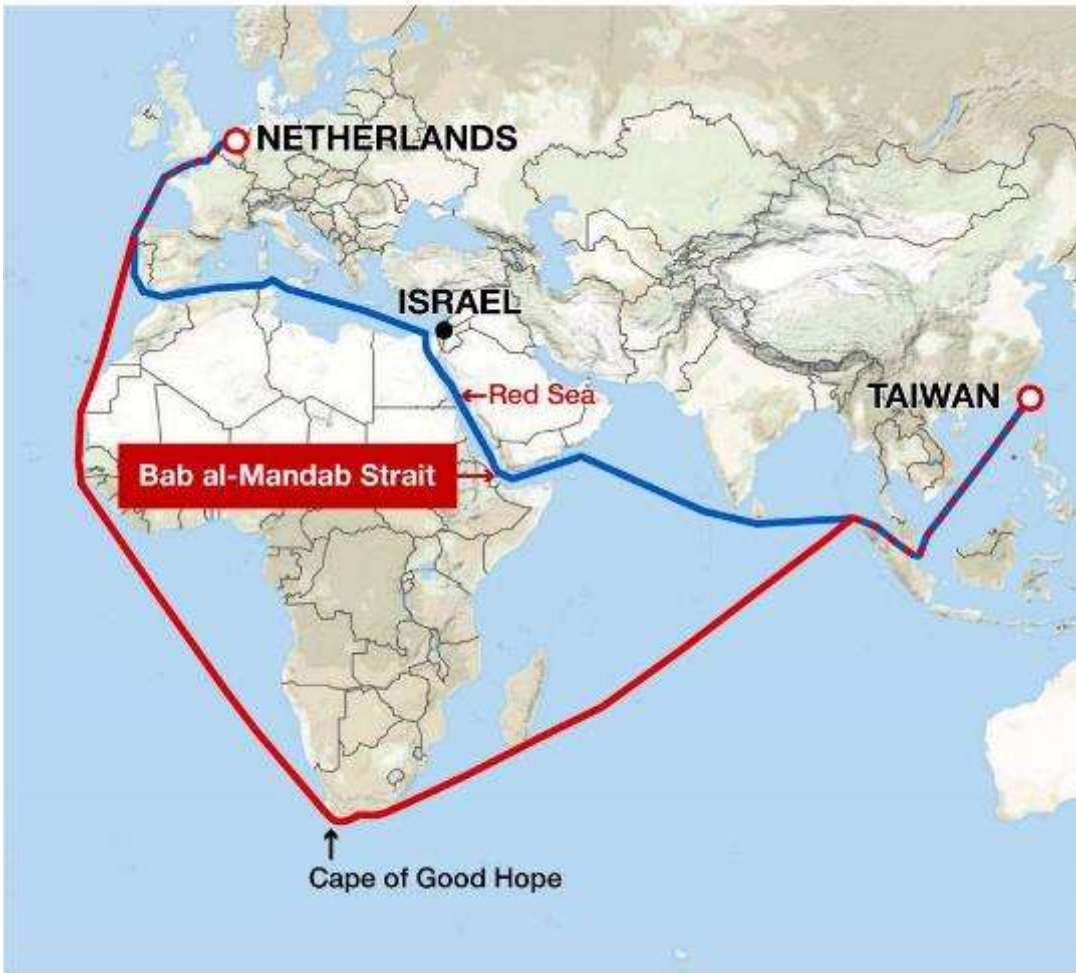 NETHERLANDS
ISRAEL
Red Sea
TAIWAN
Bab al-Mandab Strait
Cape of Good Hope